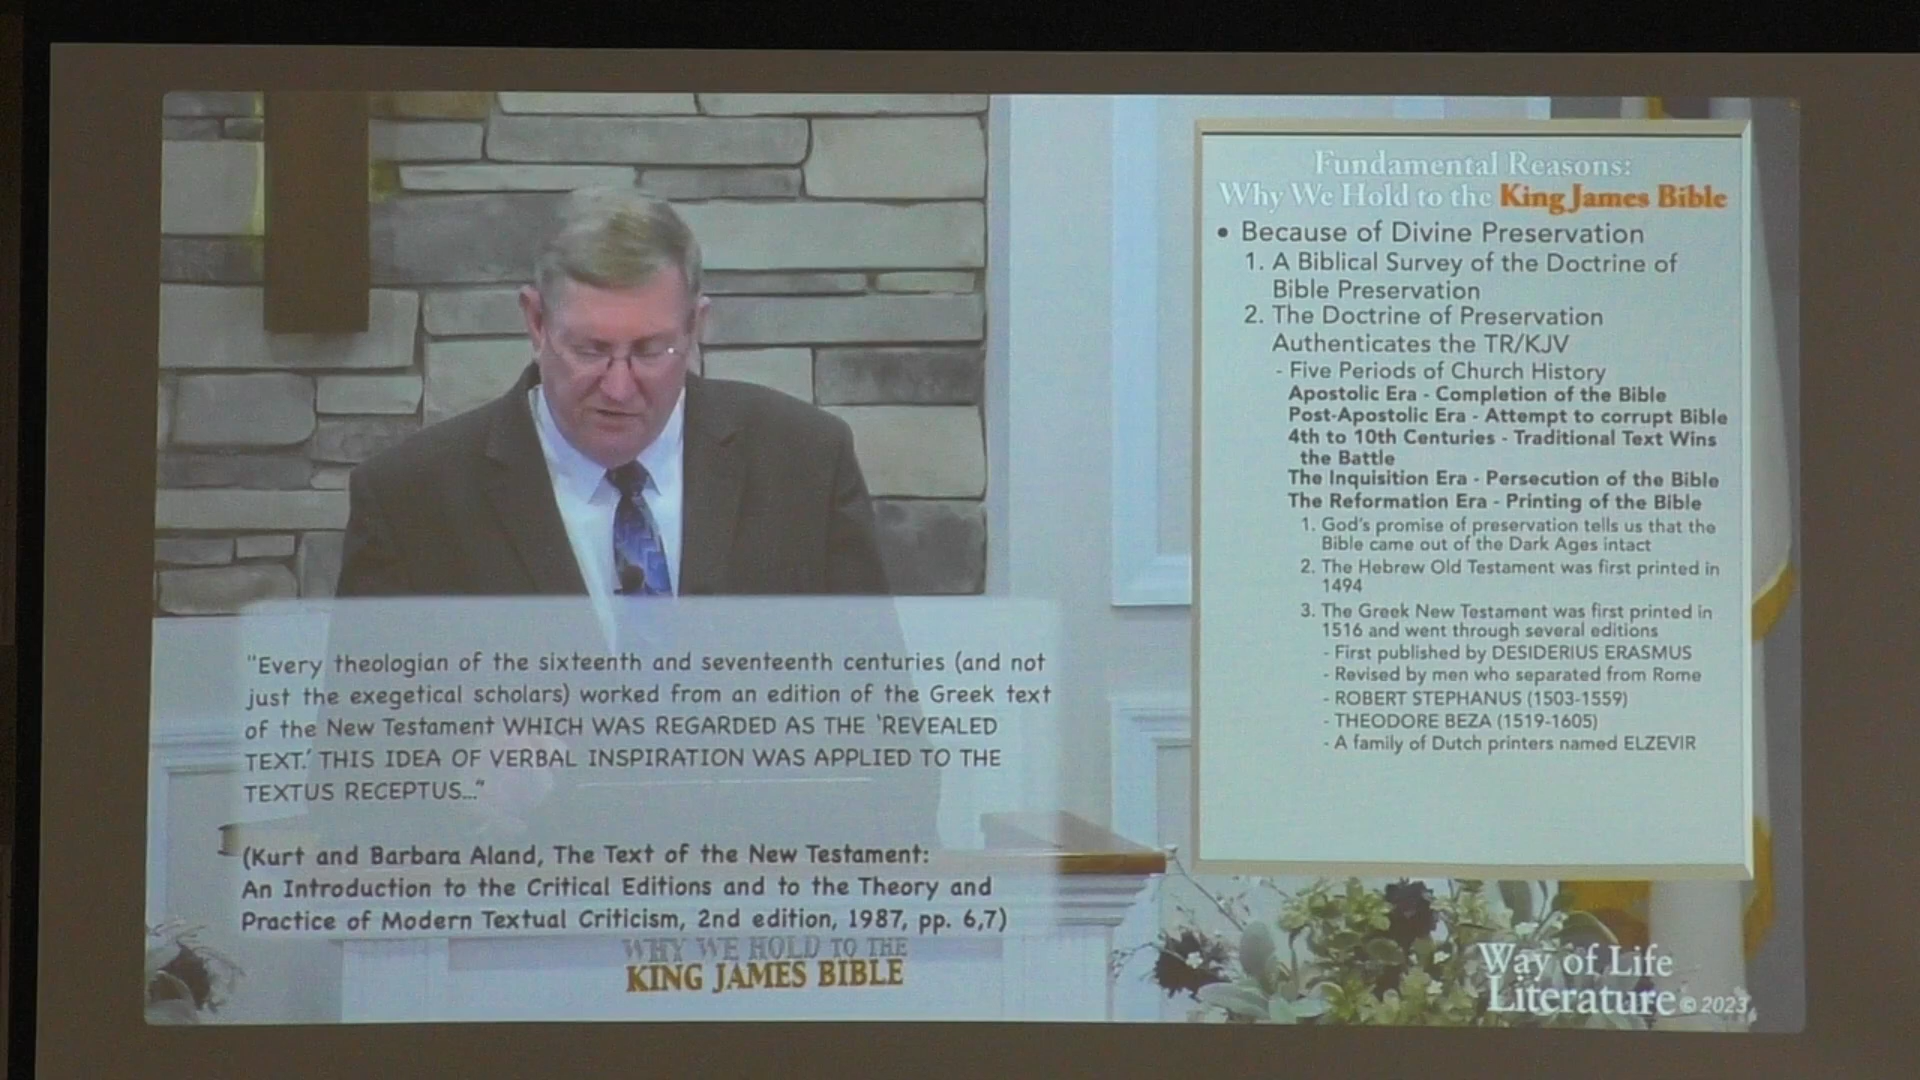 Fundamental Reasons:
Why We Hold to the King James Bible
• Because of Divine Preservation
1. A Biblical Survey of the Doctrine of
Bible Preservation
2. The Doctrine of Preservation
Authenticates the TR/KJV
- Five Periods of Church History
Apostolic Era - Completion of the Bible
Post-Apostolic Era - Attempt to corrupt Bible
4th to 10th Centuries - Traditional Text Wins
the Battle
The Inquisition Era - Persecution of the Bible
The Reformation Era - Printing of the Bible
1. God's promise of preservation tells us that the
Bible came out of the Dark Ages intact
2. The Hebrew Old Testament was first printed in
1494
3. The Greek New Testament was first printed in
1516 and went through several editions
- First published by DESIDERIUS ERASMUS
- Revised by men who separated from Rome
- ROBERT STEPHANUS (1503-1559)
- THEODORE BEZA (1519-1605)
- A family of Dutch printers named ELZEVIR
"Every theologian of the sixteenth and seventeenth centuries (and not
just the exegetical scholars) worked from an edition of the Greek text
of the New Testament WHICH WAS REGARDED AS THE 'REVEALED
TEXT.' THIS IDEA OF VERBAL INSPIRATION WAS APPLIED TO THE
TEXTUS RECEPTUS..."
(Kurt and Barbara Aland, The Text of the New Testament:
An Introduction to the Critical Editions and to the Theory and
Practice of Modern Textual Criticism, 2nd edition, 1987, pp. 6,7)
WHY WE HOLD TO THE
KING JAMES BIBLE
Way of Life
Literature © 2023